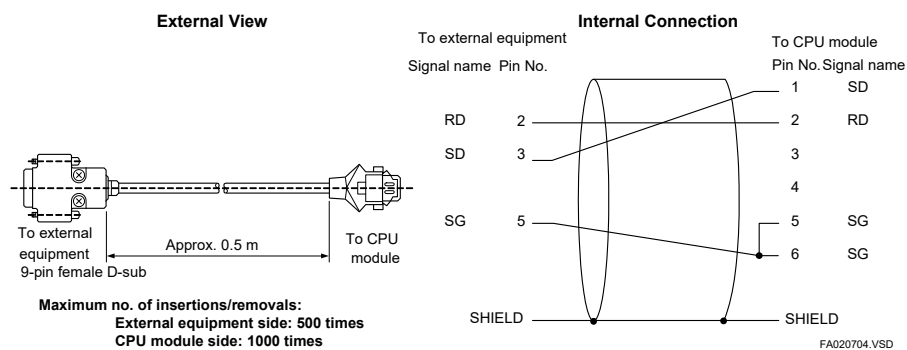 External View
To external
equipment
9-pin female D-sub
Approx. 0.5 m
To CPU
module
Maximum no. of insertions/removals:
External equipment side: 500 times
CPU module side: 1000 times
Internal Connection
To external equipment
To CPU module
Signal name Pin No.
Pin No. Signal name
1 SD
RD 2
2 RD
SD 3
3
4
SG 5
5 SG
6 SG
SHIELD
SHIELD
FA020704.VSD